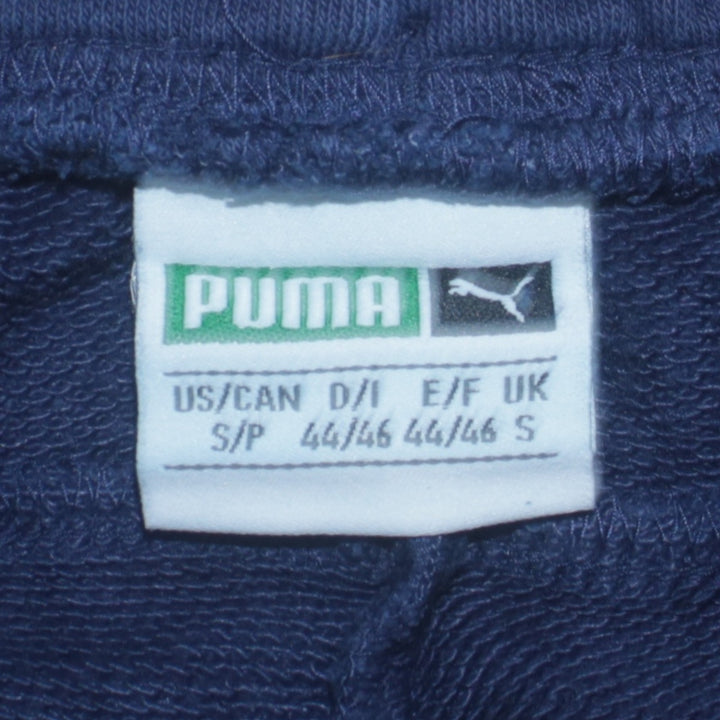 PUMA
US/CAN D/I E/F UK
S/P 44/46 44/46 S